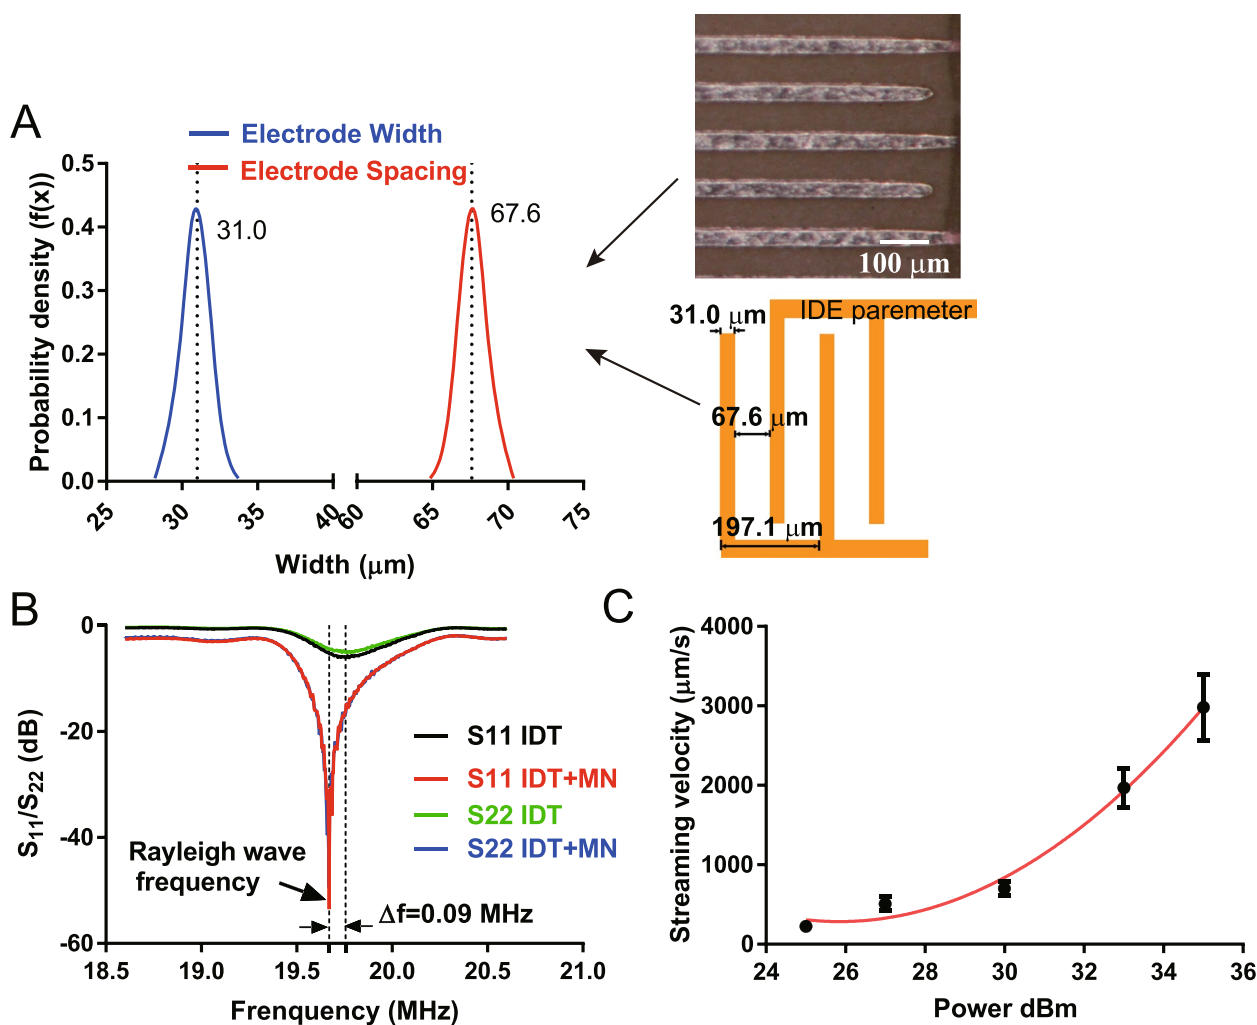 A
Electrode Width
Electrode Spacing
0.5
0.4
0.3
0.2
0.1
0.0
Probability density (f(x))
31.0
67.6
25
30
35
40
60
65
70
75
Width (μm)
100 μm
IDE paremeter
31.0 μm
67.6 μm
197.1 μm
B
0
-20
-40
-60
S₁₁/S₂₂ (dB)
S11 IDT
S11 IDT+MN
S22 IDT
S22 IDT+MN
Rayleigh wave
frequency
Δf=0.09 MHz
18.5
19.0
19.5
20.0
20.5
21.0
Frenquency (MHz)
C
4000
3000
2000
1000
0
Streaming velocity (μm/s)
24
26
28
30
32
34
36
Power dBm